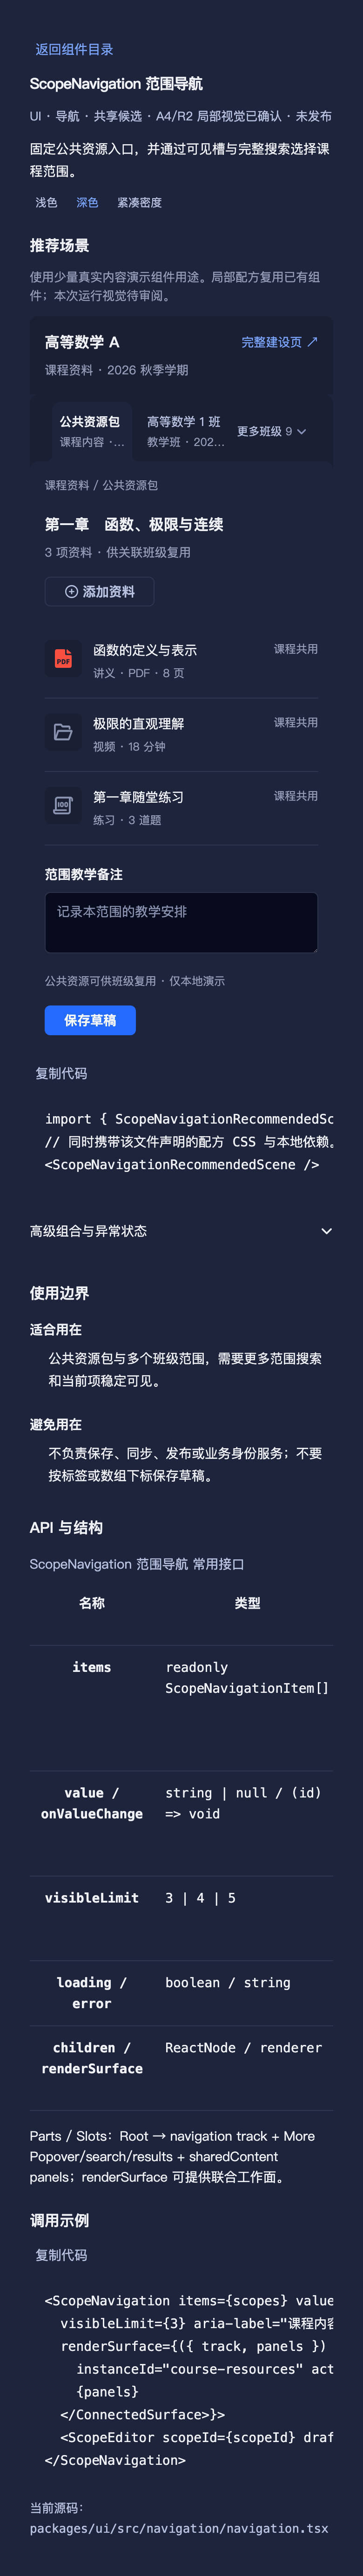 返回组件目录
ScopeNavigation 范围导航
UI · 导航 · 共享候选 · A4/R2 局部视觉已确认 · 未发布
固定公共资源入口，并通过可见槽与完整搜索选择课
程范围。
浅色 深色 紧凑密度
推荐场景
使用少量真实内容演示组件用途。局部配方复用已有组
件；本次运行视觉待审阅。
高等数学 A 完整建设页 ↗
课程资料 · 2026 秋季学期
公共资源包 高等数学 1 班 更多班级 9
课程内容 ·... 教学班 · 202...
课程资料 / 公共资源包
第一章 函数、极限与连续
3 项资料 · 供关联班级复用
添加资料
PDF 函数的定义与表示 课程共用
讲义 · PDF · 8 页
极限的直观理解 课程共用
视频 · 18 分钟
100 第一章随堂练习 课程共用
练习 · 3 道题
范围教学备注
记录本范围的教学安排
公共资源可供班级复用 · 仅本地演示
保存草稿
复制代码
import { ScopeNavigationRecommendedSc
// 同时携带该文件声明的配方 CSS 与本地依赖。
<ScopeNavigationRecommendedScene />
高级组合与异常状态
使用边界
适合用在
公共资源包与多个班级范围，需要更多范围搜索
和当前项稳定可见。
避免用在
不负责保存、同步、发布或业务身份服务；不要
按标签或数组下标保存草稿。
API 与结构
ScopeNavigation 范围导航 常用接口
名称 类型
items readonly
ScopeNavigationItem[]
value / string | null / (id)
onValueChange => void
visibleLimit 3 | 4 | 5
loading / boolean / string
error
children / ReactNode / renderer
renderSurface
Parts / Slots：Root → navigation track + More
Popover/search/results + sharedContent
panels；renderSurface 可提供联合工作面。
调用示例
复制代码
<ScopeNavigation items={scopes} value
visibleLimit={3} aria-label="课程内容
renderSurface={({ track, panels })
instanceId="course-resources" act
{panels}
</ConnectedSurface>}>
<ScopeEditor scopeId={scopeId} draf
</ScopeNavigation>
当前源码：
packages/ui/src/navigation/navigation.tsx